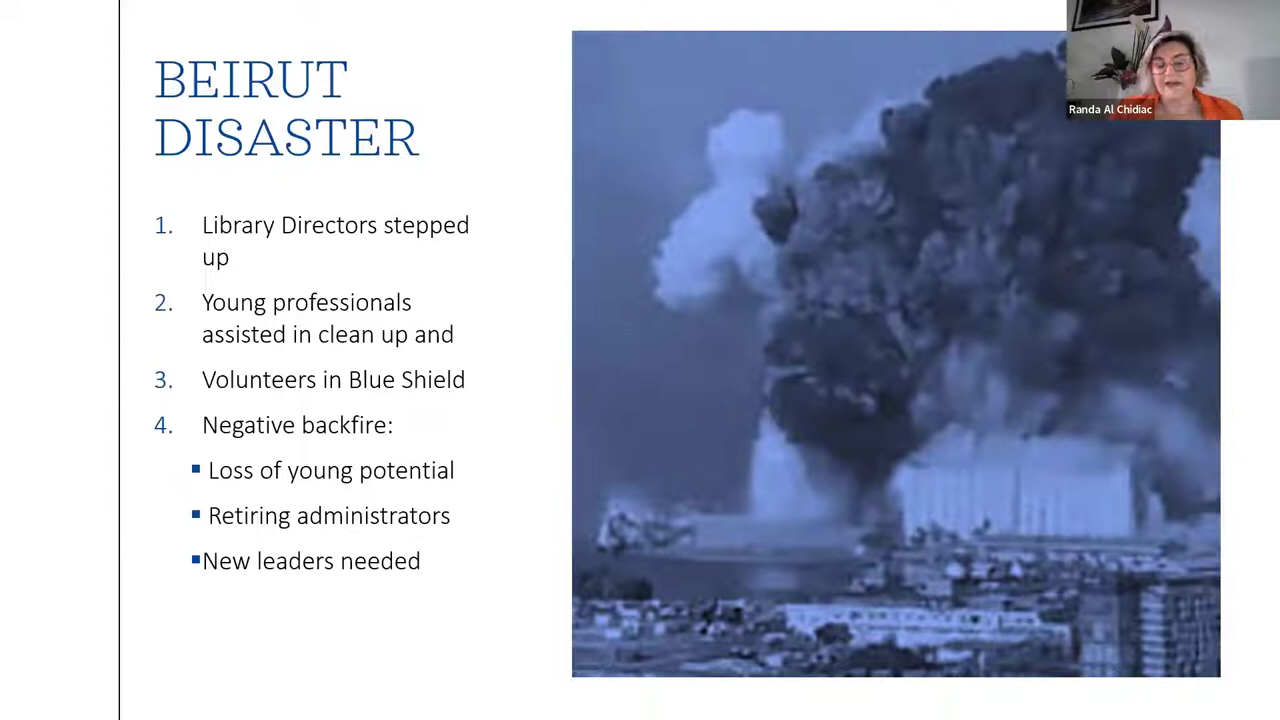 BEIRUT
DISASTER
1. Library Directors stepped
up
2. Young professionals
assisted in clean up and
3. Volunteers in Blue Shield
4. Negative backfire:
▪ Loss of young potential
▪ Retiring administrators
▪New leaders needed
Randa Al Chidiac